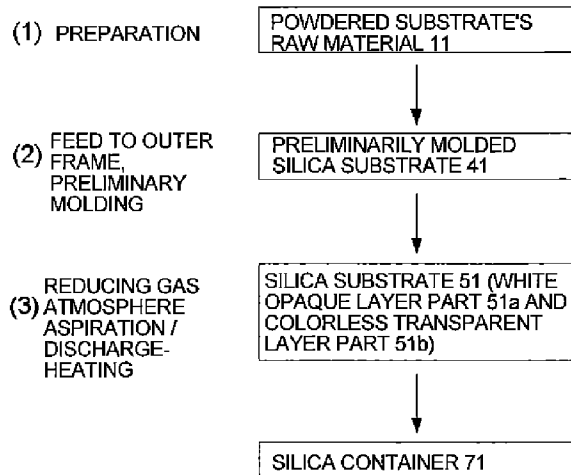 (1) PREPARATION
POWDERED SUBSTRATE'S
RAW MATERIAL 11
(2) FEED TO OUTER
FRAME,
PRELIMINARY
MOLDING
PRELIMINARILY MOLDED
SILICA SUBSTRATE 41
(3) REDUCING GAS
ATMOSPHERE
ASPIRATION /
DISCHARGE-
HEATING
SILICA SUBSTRATE 51 (WHITE
OPAQUE LAYER PART 51a AND
COLORLESS TRANSPARENT
LAYER PART 51b)
SILICA CONTAINER 71